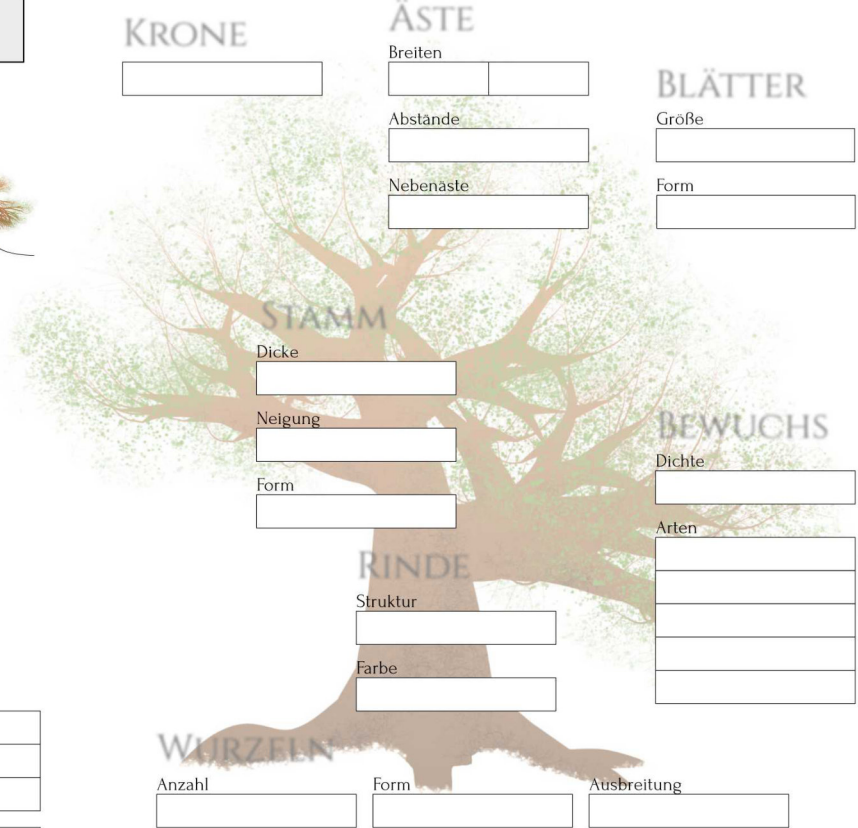 KRONE
ÄSTE
Breiten
Abstände
Nebenäste
BLÄTTER
Größe
Form
STAMM
Dicke
Neigung
Form
BEWUCHS
Dichte
Arten
RINDE
Struktur
Farbe
WURZELN
Anzahl
Form
Ausbreitung